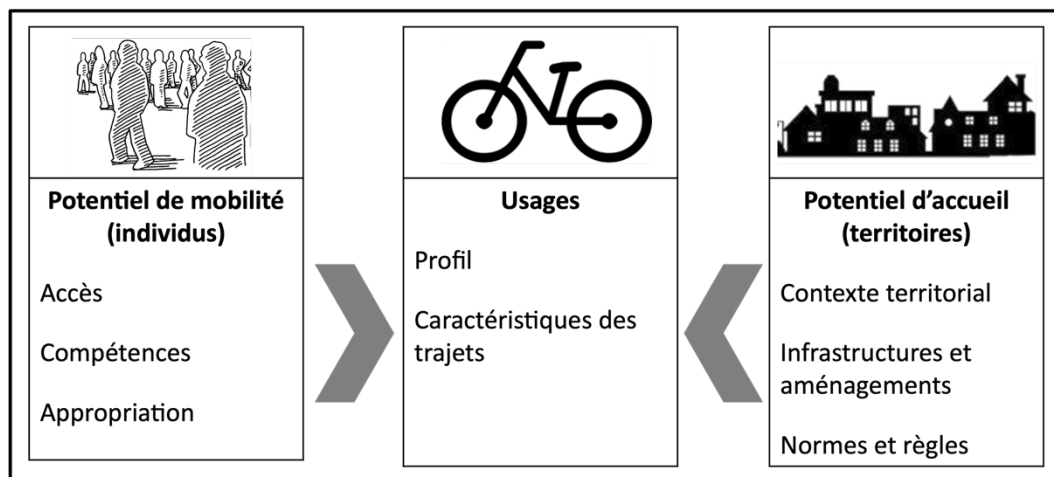 Potentiel de mobilité
(individus)
Accès
Compétences
Appropriation
Usages
Profil
Caractéristiques des
trajets
Potentiel d’accueil
(territoires)
Contexte territorial
Infrastructures et
aménagements
Normes et règles